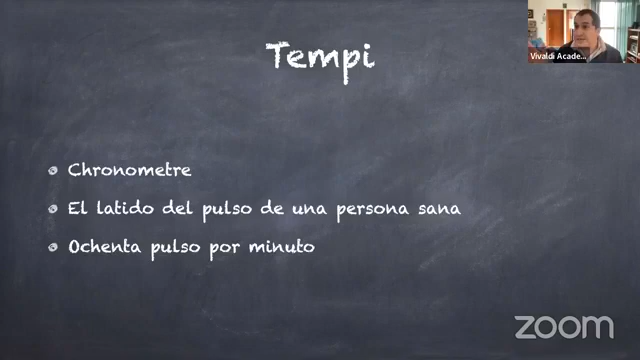 Vivaldi Acade...
Tempi
Chronometre
El latido del pulso de una persona sana
Ochenta pulso por minuto
zoom